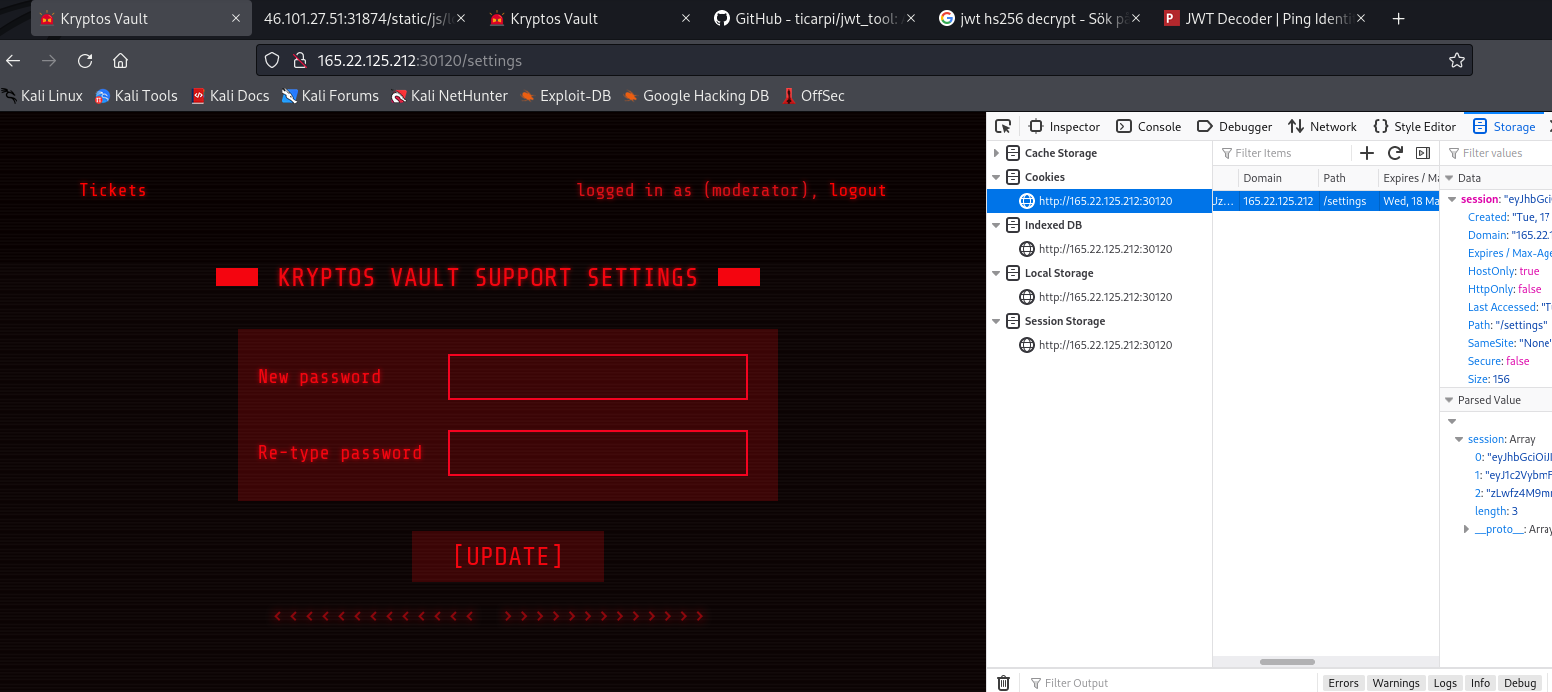 Kryptos Vault
46.101.27.51:31874/static/js/l
Kryptos Vault
GitHub - ticarpi/jwt_tool:
jwt hs256 decrypt - Sök p
JWT Decoder | Ping Identi
165.22.125.212:30120/settings
Kali Linux Kali Tools Kali Docs Kali Forums Kali NetHunter Exploit-DB Google Hacking DB OffSec
Tickets
logged in as (moderator), logout
KRYPTOS VAULT SUPPORT SETTINGS
New password
Re-type password
[UPDATE]
<<<<<<<<<<<<< >>>>>>>>>>>>>
Inspector Console Debugger Network Style Editor Storage
Cache Storage
Cookies
http://165.22.125.212:30120
Indexed DB
http://165.22.125.212:30120
Local Storage
http://165.22.125.212:30120
Session Storage
http://165.22.125.212:30120
Filter Items
Domain Path Expires / Ma
Jz... 165.22.125.212 /settings Wed, 18 Ma
Filter values
Data
session: "eyJhbGci
Created: "Tue, 17
Domain: "165.22.1
Expires / Max-Age
HostOnly: true
HttpOnly: false
Last Accessed: "T
Path: "/settings"
SameSite: "None"
Secure: false
Size: 156
Parsed Value
session: Array
0: "eyJhbGciOiJI
1: "eyJ1c2VybmF
2: "zLwfz4M9m
length: 3
__proto__: Array
Filter Output
Errors Warnings Logs Info Debug